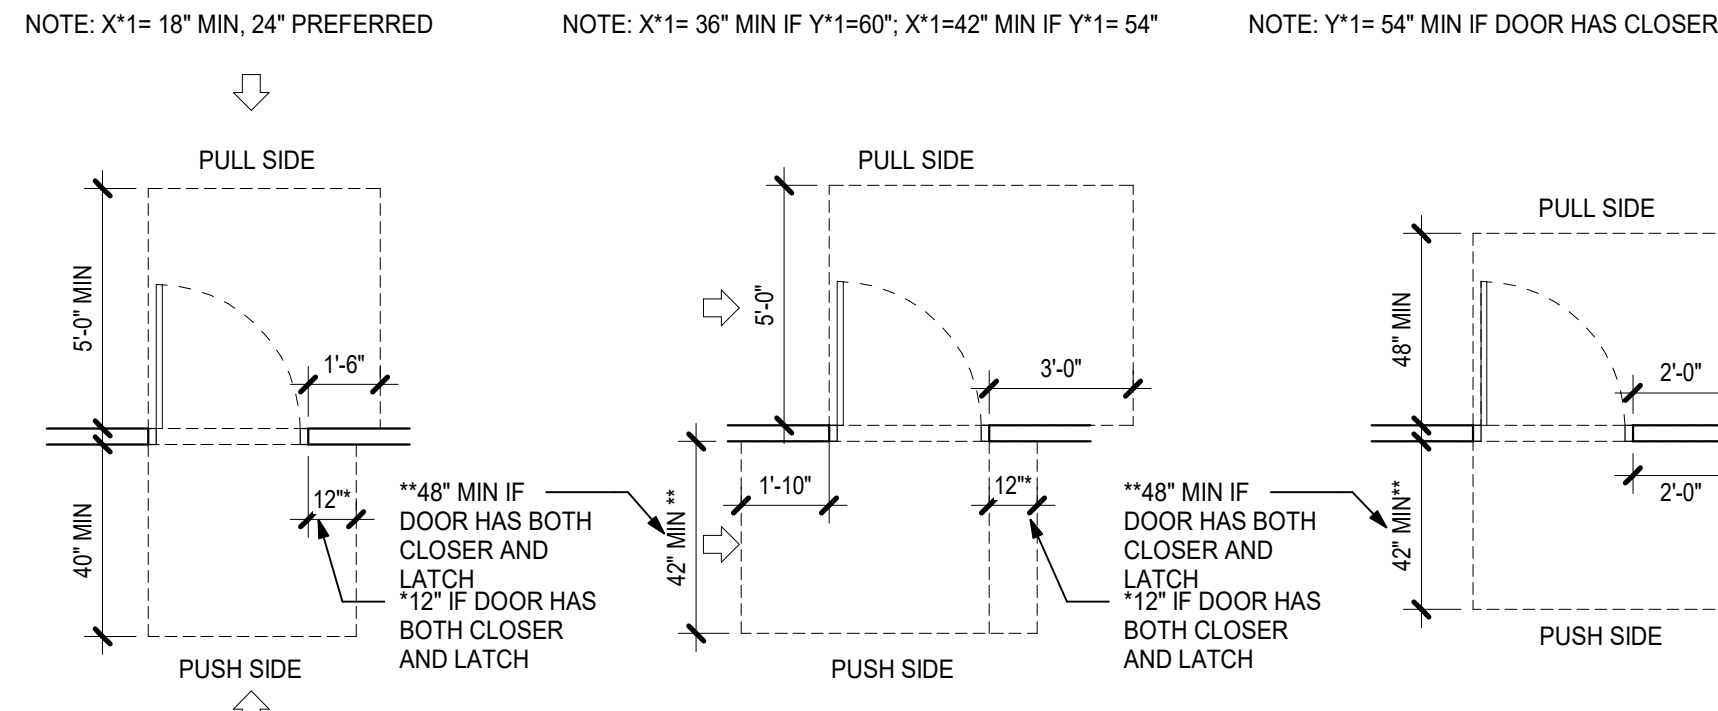 NOTE: X*1= 18" MIN, 24" PREFERRED
NOTE: X*1= 36" MIN IF Y*1=60"; X*1=42" MIN IF Y*1= 54"
NOTE: Y*1= 54" MIN IF DOOR HAS CLOSER
PULL SIDE
5'-0" MIN
1'-6"
40" MIN
12"*
**48" MIN IF
DOOR HAS BOTH
CLOSER AND
LATCH
*12" IF DOOR HAS
BOTH CLOSER
AND LATCH
PUSH SIDE
PULL SIDE
5'-0"
3'-0"
42" MIN **
1'-10"
12"*
**48" MIN IF
DOOR HAS BOTH
CLOSER AND
LATCH
*12" IF DOOR HAS
BOTH CLOSER
AND LATCH
PUSH SIDE
PULL SIDE
48" MIN
2'-0"
42" MIN**
2'-0"
PUSH SIDE